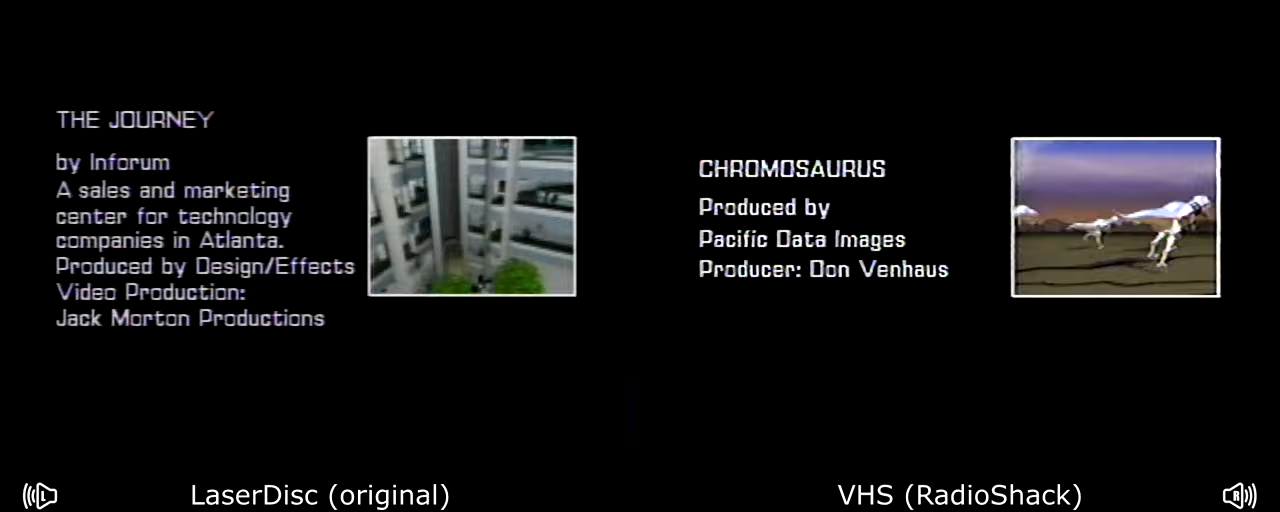 THE JOURNEY
by Inforum
A sales and marketing
center for technology
companies in Atlanta.
Produced by Design/Effects
Video Production:
Jack Morton Productions
CHROMOSAURUS
Produced by
Pacific Data Images
Producer: Don Venhaus
L
LaserDisc (original)
VHS (RadioShack)
R